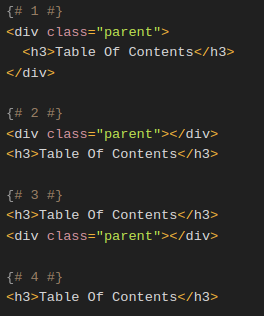 {# 1 #}
<div class="parent">
  <h3>Table Of Contents</h3>
</div>

{# 2 #}
<div class="parent"></div>
<h3>Table Of Contents</h3>

{# 3 #}
<h3>Table Of Contents</h3>
<div class="parent"></div>

{# 4 #}
<h3>Table Of Contents</h3>